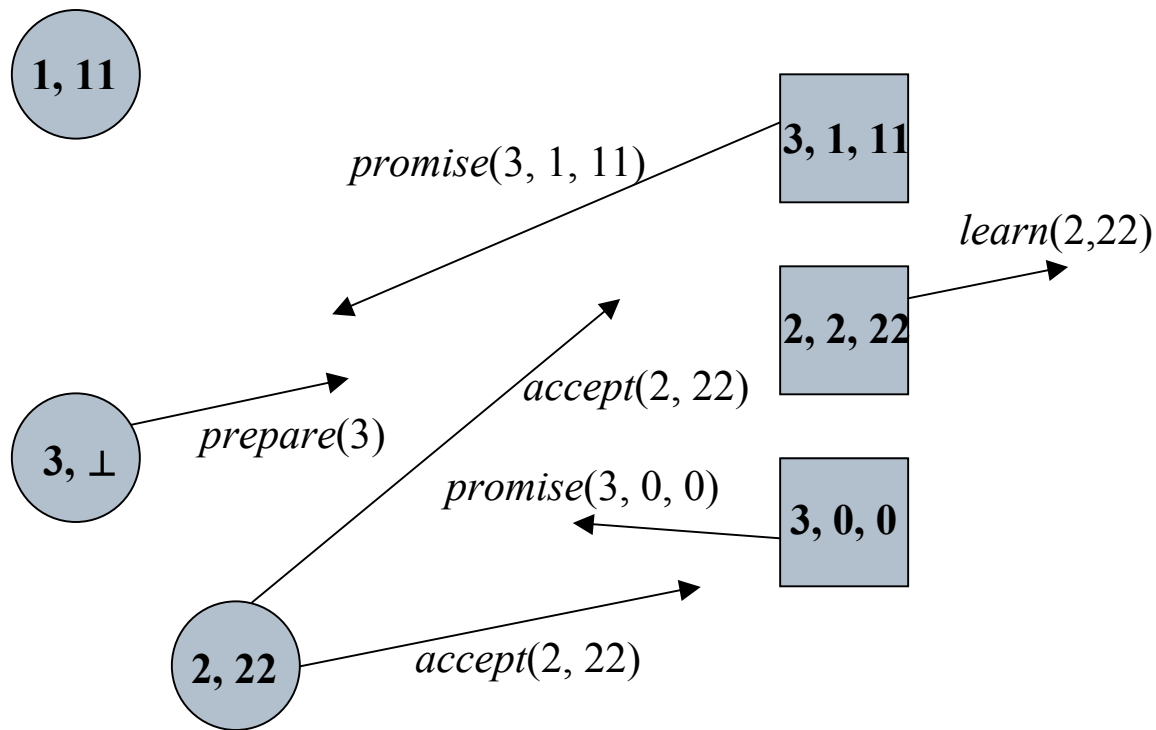 1, 11
3, 1, 11
promise(3, 1, 11)
learn(2,22)
2, 2, 22
accept(2, 22)
prepare(3)
3, ⊥
promise(3, 0, 0)
3, 0, 0
accept(2, 22)
2, 22